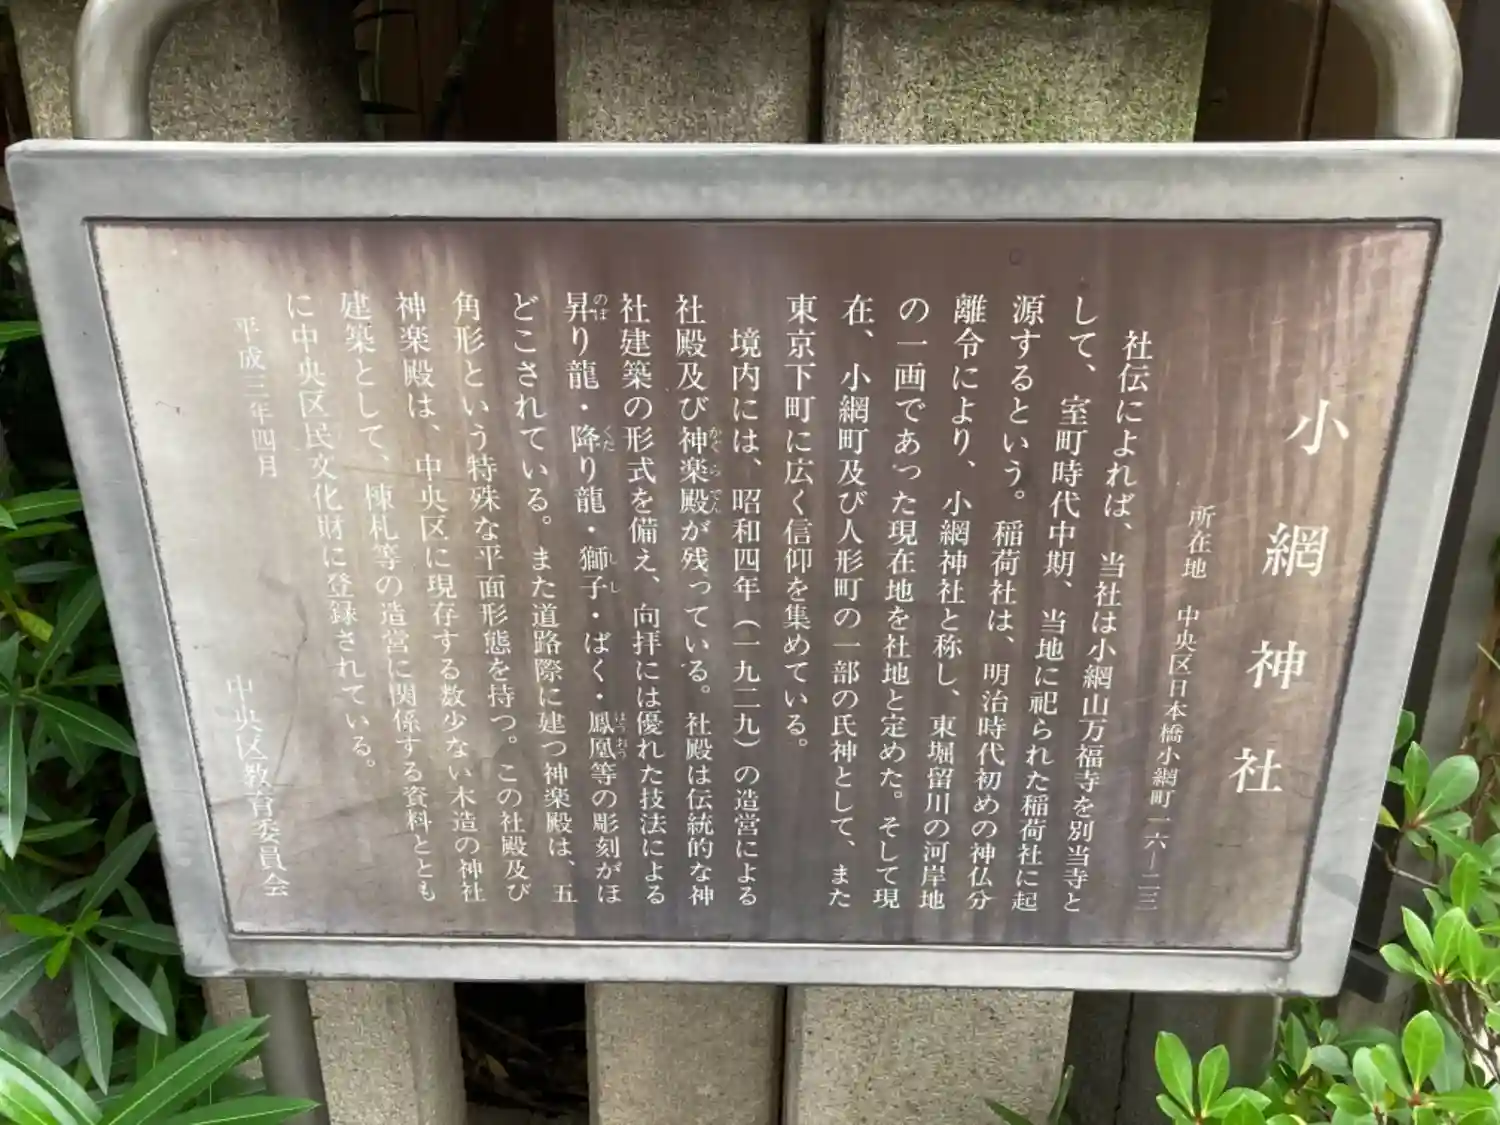 小網神社
所在地 中央区日本橋小網町一六―二三
社伝によれば、当社は小網山万福寺を別当寺と
して、室町時代中期、当地に祀られた稲荷社に起
源するという。稲荷社は、明治時代初めの神仏分
離令により、小網神社と称し、東堀留川の河岸地
の一画であった現在地を社地と定めた。そして現
在、小網町及び人形町の一部の氏神として、また
東京下町に広く信仰を集めている。
境内には、昭和四年(一九二九)の造営による
社殿及び神楽殿が残っている。社殿は伝統的な神
かぐらでん
社建築の形式を備え、向拝には優れた技法による
昇り龍・降り龍・獅子・ばく・鳳凰等の彫刻がほ
のぼ くだ しし ほうおう
どこされている。また道路際に建つ神楽殿は、五
角形という特殊な平面形態を持つ。この社殿及び
神楽殿は、中央区に現存する数少ない木造の神社
建築として、棟札等の造営に関係する資料ととも
に中央区民文化財に登録されている。
平成三年四月
中央区教育委員会